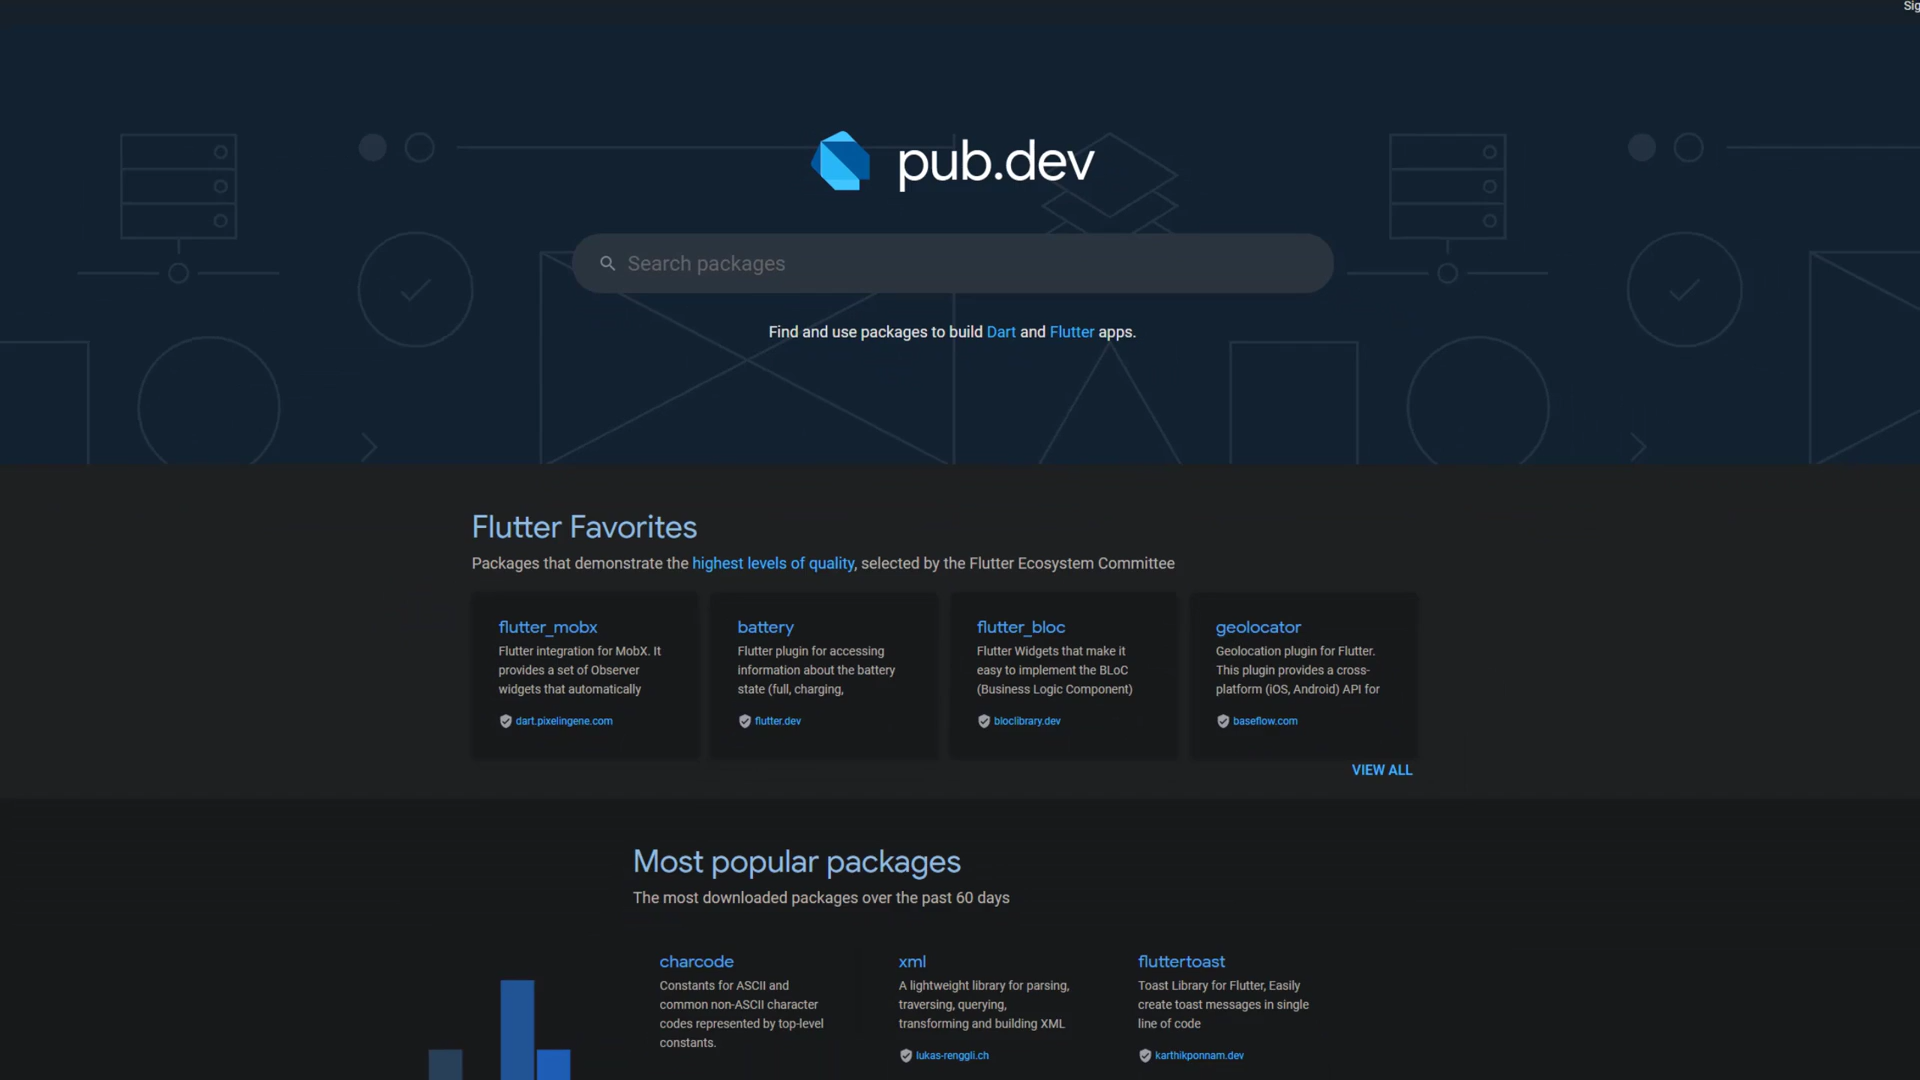 Sig
pub.dev
Search packages
Find and use packages to build Dart and Flutter apps.
Flutter Favorites
Packages that demonstrate the highest levels of quality, selected by the Flutter Ecosystem Committee
flutter_mobx
Flutter integration for MobX. It
provides a set of Observer
widgets that automatically
dart.pixelingene.com
battery
Flutter plugin for accessing
information about the battery
state (full, charging,
flutter.dev
flutter_bloc
Flutter Widgets that make it
easy to implement the BLoC
(Business Logic Component)
bloclibrary.dev
geolocator
Geolocation plugin for Flutter.
This plugin provides a cross-
platform (iOS, Android) API for
baseflow.com
VIEW ALL
Most popular packages
The most downloaded packages over the past 60 days
charcode
Constants for ASCII and
common non-ASCII character
codes represented by top-level
constants.
xml
A lightweight library for parsing,
traversing, querying,
transforming and building XML
lukas-renggli.ch
fluttertoast
Toast Library for Flutter, Easily
create toast messages in single
line of code
karthikponnam.dev